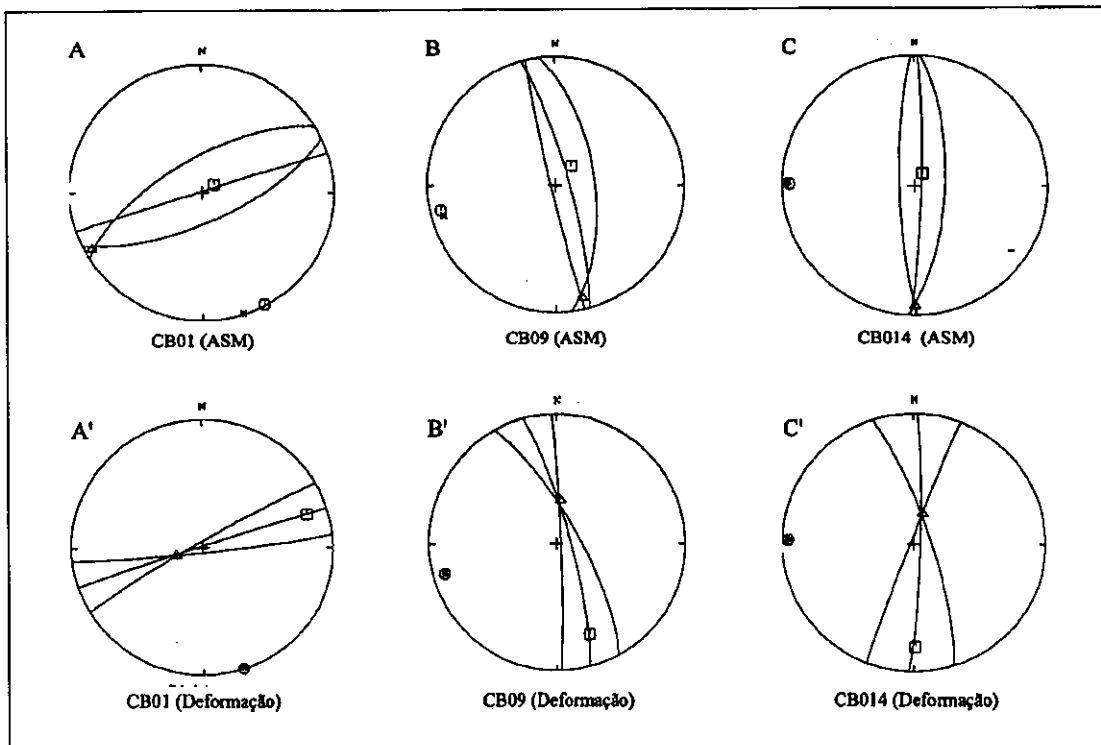 A
N
B
N
C
N
CB01 (ASM)
CB09 (ASM)
CB014 (ASM)
A'
N
B'
N
C'
N
CB01 (Deformação)
CB09 (Deformação)
CB014 (Deformação)